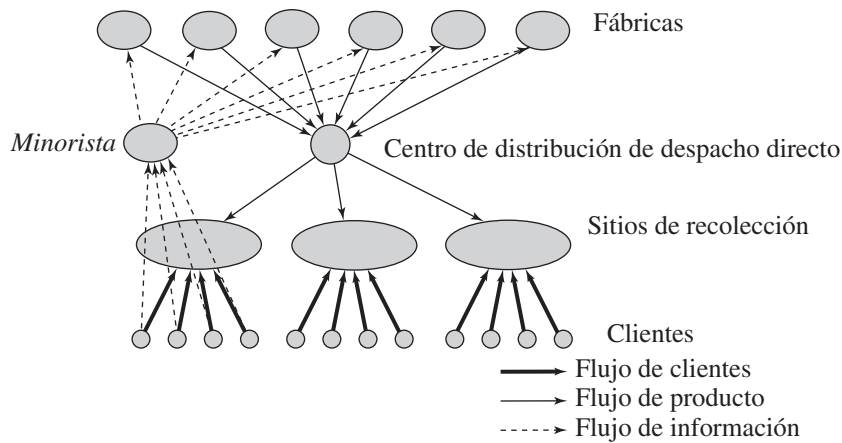 Fábricas
Minorista
Centro de distribución de despacho directo
Sitios de recolección
Clientes
Flujo de clientes
Flujo de producto
Flujo de información